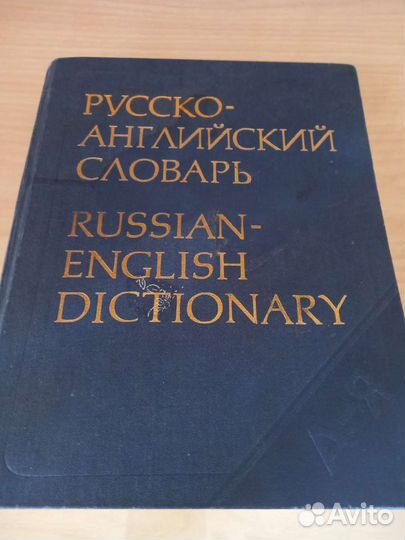 РУССКО-
АНГЛИЙСКИЙ
СЛОВАРЬ
RUSSIAN-
ENGLISH
DICTIONARY
А-Я
Avito